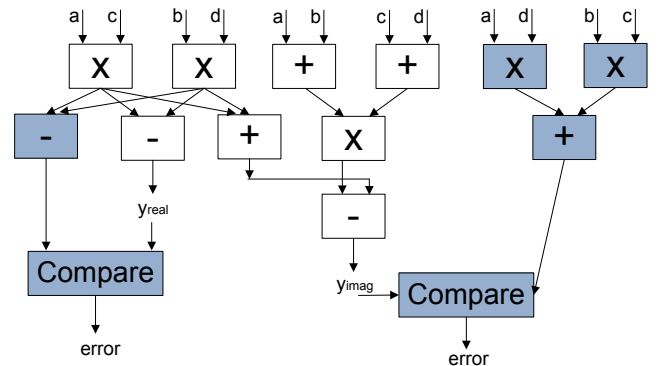 a c b d a b c d a d b c
x x + + x x
- - + x +
yreal
-
Compare
yimag
Compare
error
error